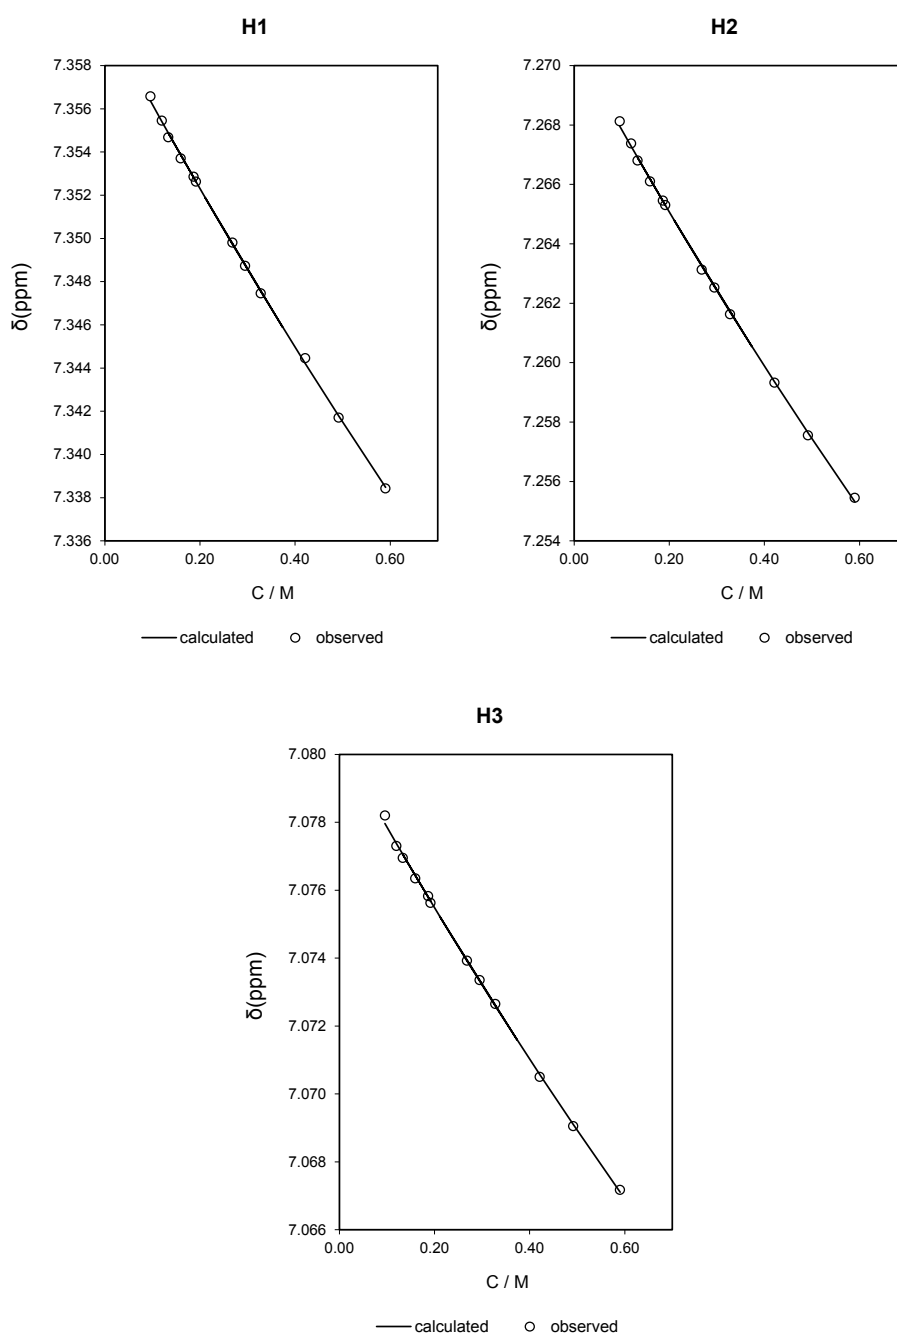 H1
7.358
7.356
7.354
7.352
7.350
7.348
7.346
7.344
7.342
7.340
7.338
7.336
δ(ppm)
0.00 0.20 0.40 0.60
C / M
calculated observed
H2
7.270
7.268
7.266
7.264
7.262
7.260
7.258
7.256
7.254
δ(ppm)
0.00 0.20 0.40 0.60
C / M
calculated observed
H3
7.080
7.078
7.076
7.074
7.072
7.070
7.068
7.066
δ(ppm)
0.00 0.20 0.40 0.60
C / M
calculated observed